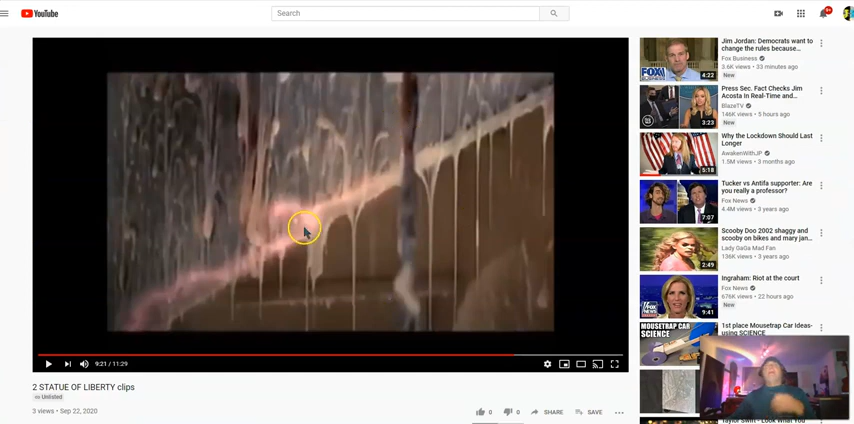 YouTube
Search
9+
9:21 / 11:29
2 STATUE OF LIBERTY clips
Unlisted
3 views • Sep 22, 2020
0
0
SHARE
SAVE
Jim Jordan: Democrats want to
change the rules because…
Fox Business
3.6K views • 33 minutes ago
New
4:22
Press Sec. Fact Checks Jim
Acosta In Real-Time and…
BlazeTV
146K views • 5 hours ago
New
3:23
Why the Lockdown Should Last
Longer
AwakenWithJP
1.5M views • 3 months ago
5:18
Tucker vs Antifa supporter: Are
you really a professor?
Fox News
4.4M views • 3 years ago
7:07
Scooby Doo 2002 shaggy and
scooby on bikes and mary jan…
Lady GaGa Mad Fan
136K views • 3 years ago
2:49
Ingraham: Riot at the court
Fox News
676K views • 22 hours ago
New
9:41
MOUSETRAP CAR
SCIENCE
1st place Mousetrap Car Ideas-
using SCIENCE